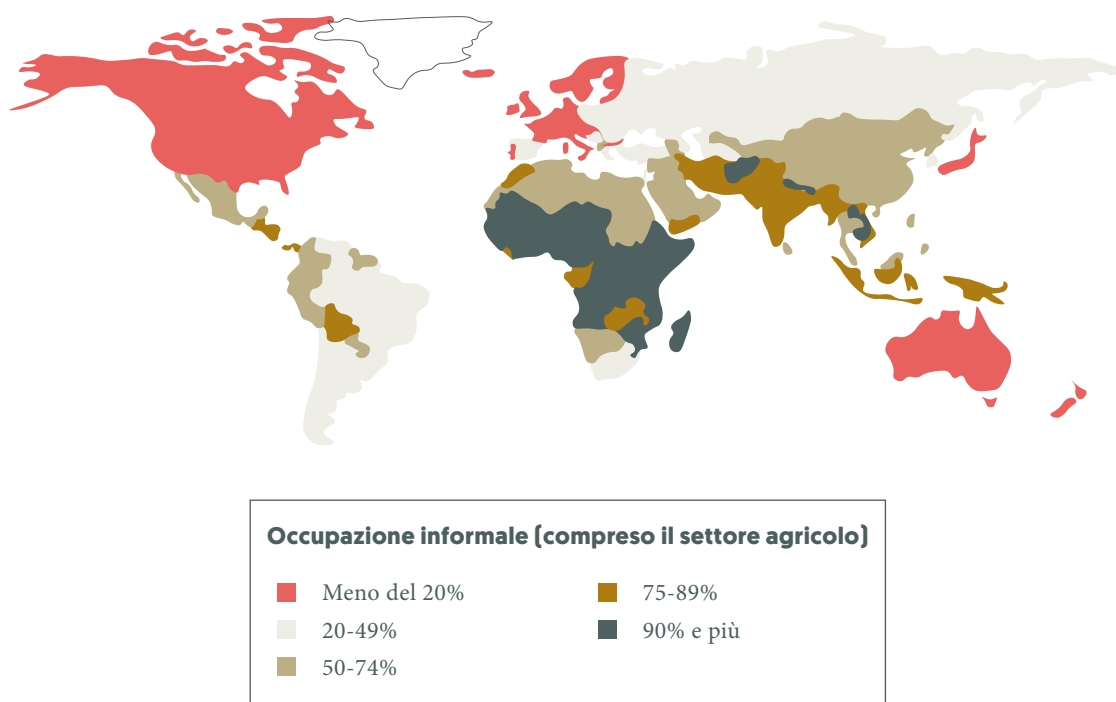 Occupazione informale (compreso il settore agricolo)
Meno del 20%
20-49%
50-74%
75-89%
90% e più